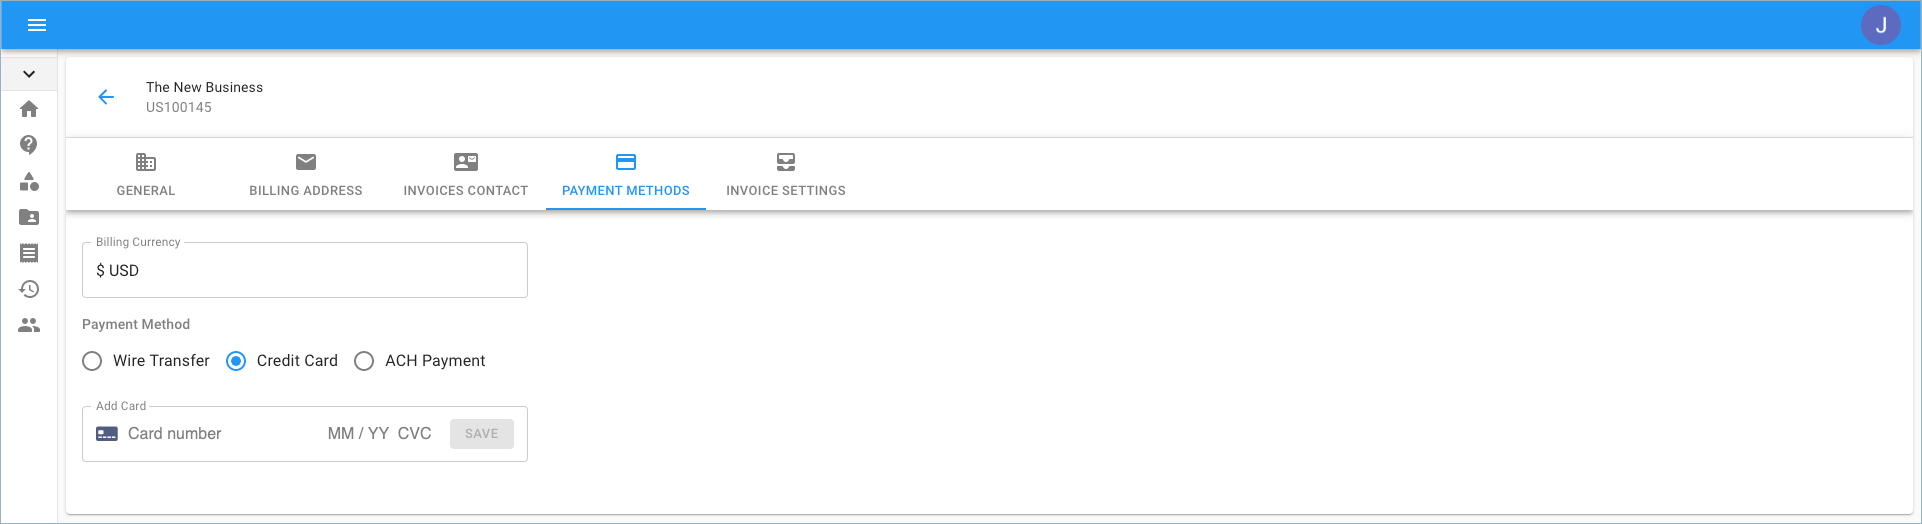 J
The New Business
US100145
GENERAL
BILLING ADDRESS
INVOICES CONTACT
PAYMENT METHODS
INVOICE SETTINGS
Billing Currency
$ USD
Payment Method
Wire Transfer Credit Card ACH Payment
Add Card
Card number MM / YY CVC SAVE